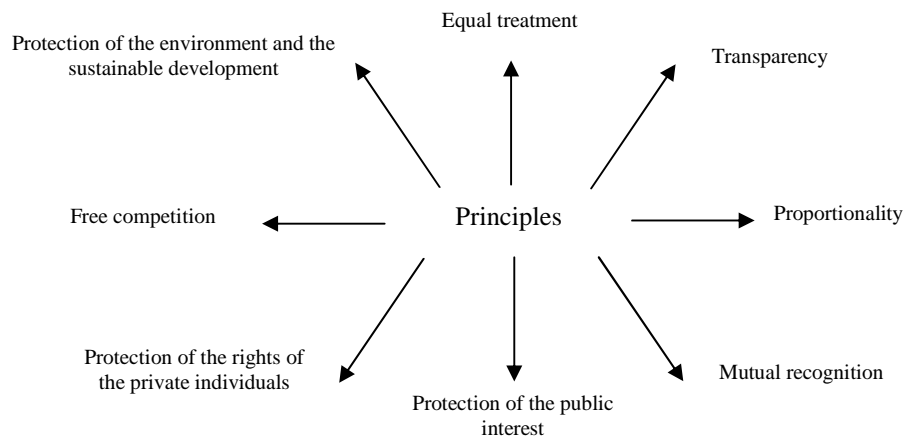 Equal treatment
Protection of the environment and the
sustainable development
Transparency
Free competition
Principles
Proportionality
Protection of the rights of
the private individuals
Mutual recognition
Protection of the public
interest